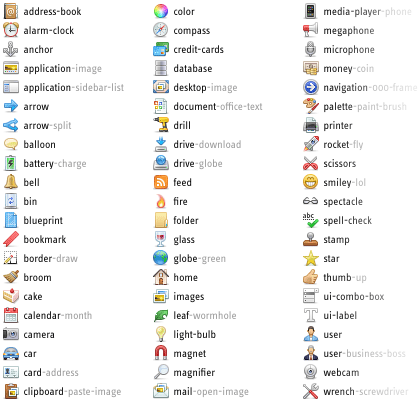 address-book
alarm-clock
anchor
application-image
application-sidebar-list
arrow
arrow-split
balloon
battery-charge
bell
bin
blueprint
bookmark
border-draw
broom
cake
calendar-month
camera
car
card-address
clipboard-paste-image
color
compass
credit-cards
database
desktop-image
document-office-text
drill
drive-download
drive-globe
feed
fire
folder
glass
globe-green
home
images
leaf-wormhole
light-bulb
magnet
magnifier
mail-open-image
media-player-phone
megaphone
microphone
money-coin
navigation-000-frame
palette-paint-brush
printer
rocket-fly
scissors
smiley-lol
spectacle
abc
spell-check
stamp
star
thumb-up
ui-combo-box
ui-label
user
user-business-boss
webcam
wrench-screwdriver